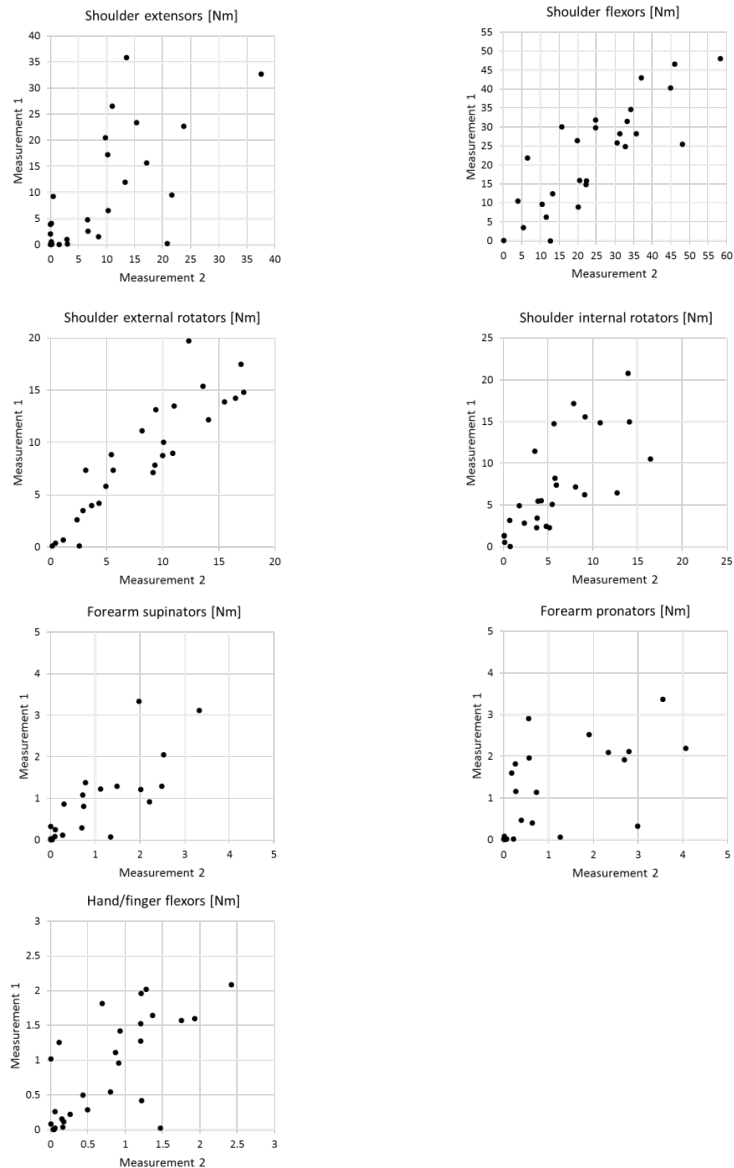 Shoulder extensors [Nm]
40
35
30
25
20
15
10
5
0
0 5 10 15 20 25 30 35 40
Measurement 1
Measurement 2
Shoulder flexors [Nm]
55
50
45
40
35
30
25
20
15
10
5
0
0 5 10 15 20 25 30 35 40 45 50 55 60
Measurement 1
Measurement 2
Shoulder external rotators [Nm]
20
15
10
5
0
0 5 10 15 20
Measurement 1
Measurement 2
Shoulder internal rotators [Nm]
25
20
15
10
5
0
0 5 10 15 20 25
Measurement 1
Measurement 2
Forearm supinators [Nm]
5
4
3
2
1
0
0 1 2 3 4 5
Measurement 1
Measurement 2
Forearm pronators [Nm]
5
4
3
2
1
0
0 1 2 3 4 5
Measurement 1
Measurement 2
Hand/finger flexors [Nm]
3
2.5
2
1.5
1
0.5
0
0 0.5 1 1.5 2 2.5 3
Measurement 1
Measurement 2